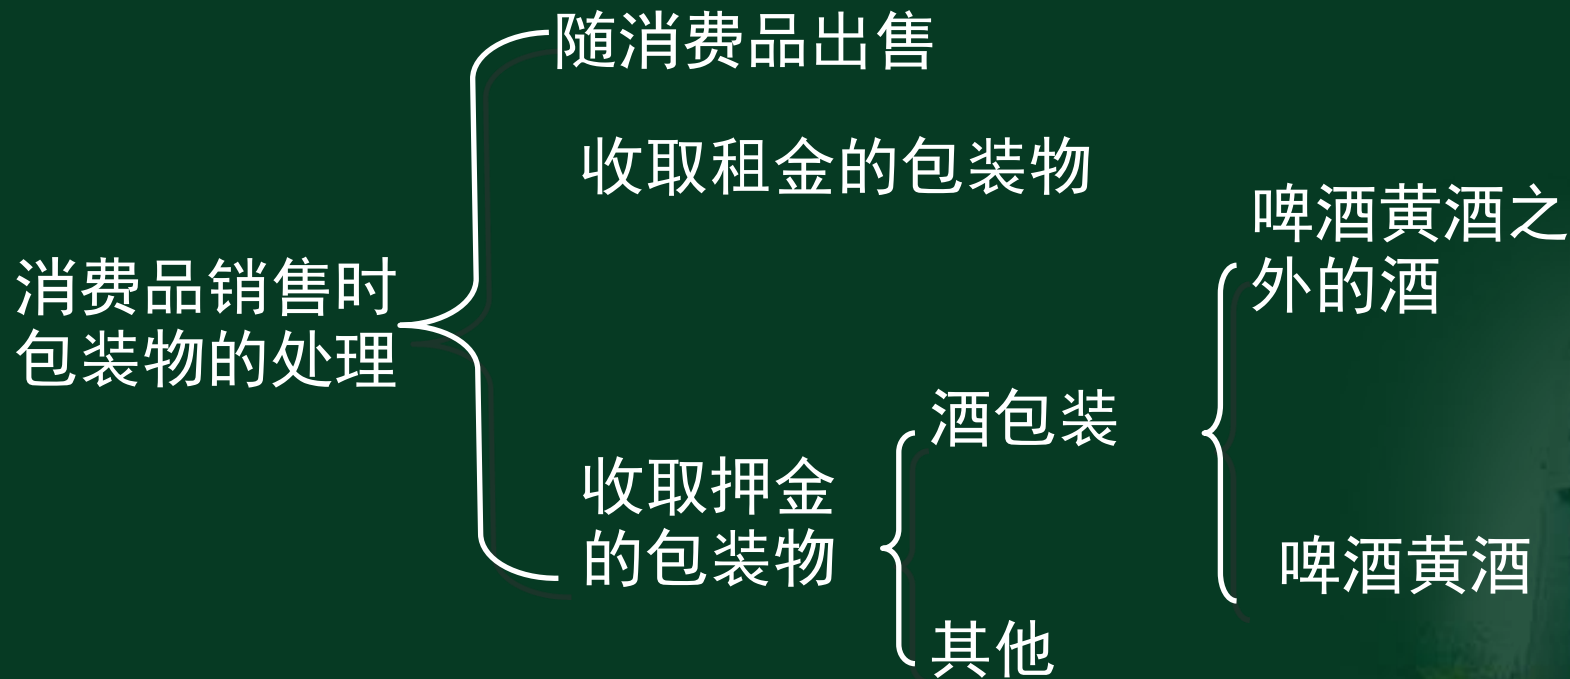 消费品销售时
包装物的处理
随消费品出售
收取租金的包装物
收取押金
的包装物
酒包装
啤酒黄酒之
外的酒
啤酒黄酒
其他